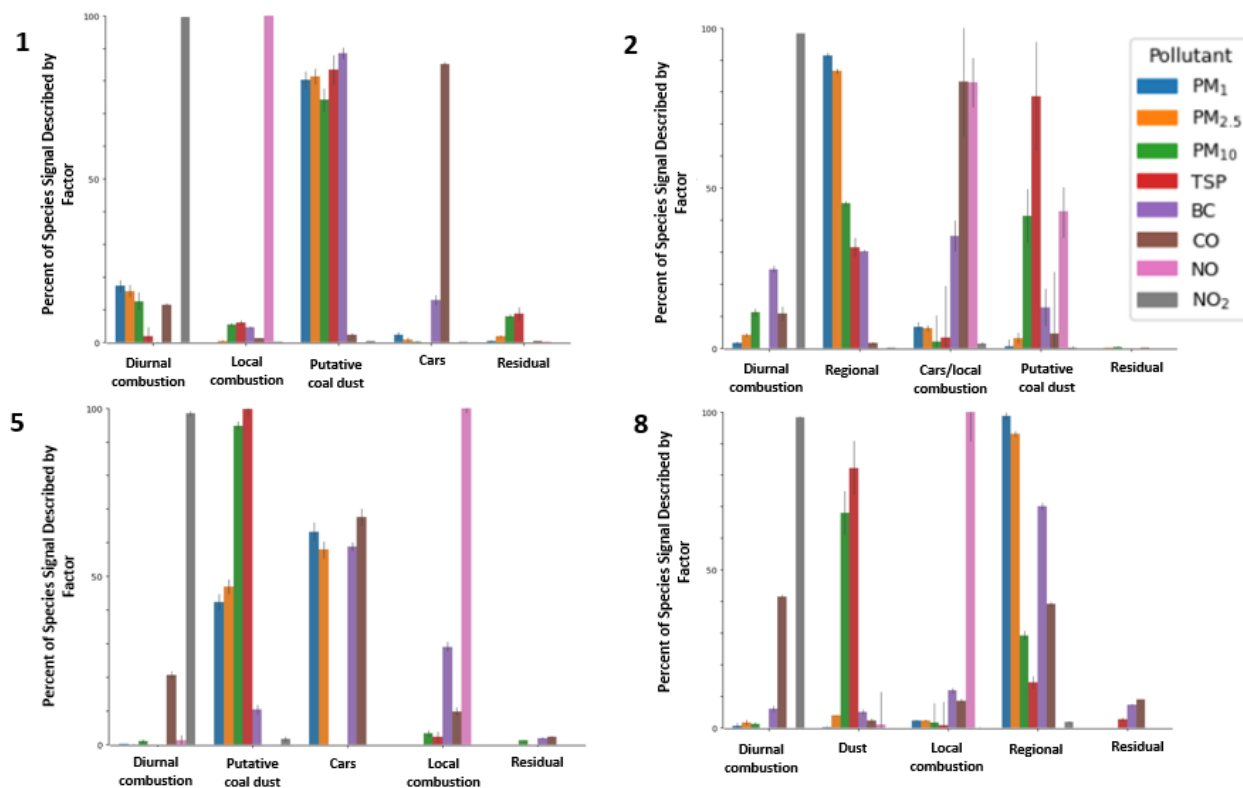 1
Percent of Species Signal Described by
Factor
100
50
0
Diurnal
combustion
Local
combustion
Putative
coal dust
Cars
Residual
2
Percent of Species Signal Described by
Factor
100
50
0
Diurnal
combustion
Regional
Cars/local
combustion
Putative
coal dust
Residual
Pollutant
PM1
PM2.5
PM10
TSP
BC
CO
NO
NO2
5
Percent of Species Signal Described by
Factor
100
50
0
Diurnal
combustion
Putative
coal dust
Cars
Local
combustion
Residual
8
Percent of Species Signal Described by
Factor
100
50
0
Diurnal
combustion
Dust
Local
combustion
Regional
Residual